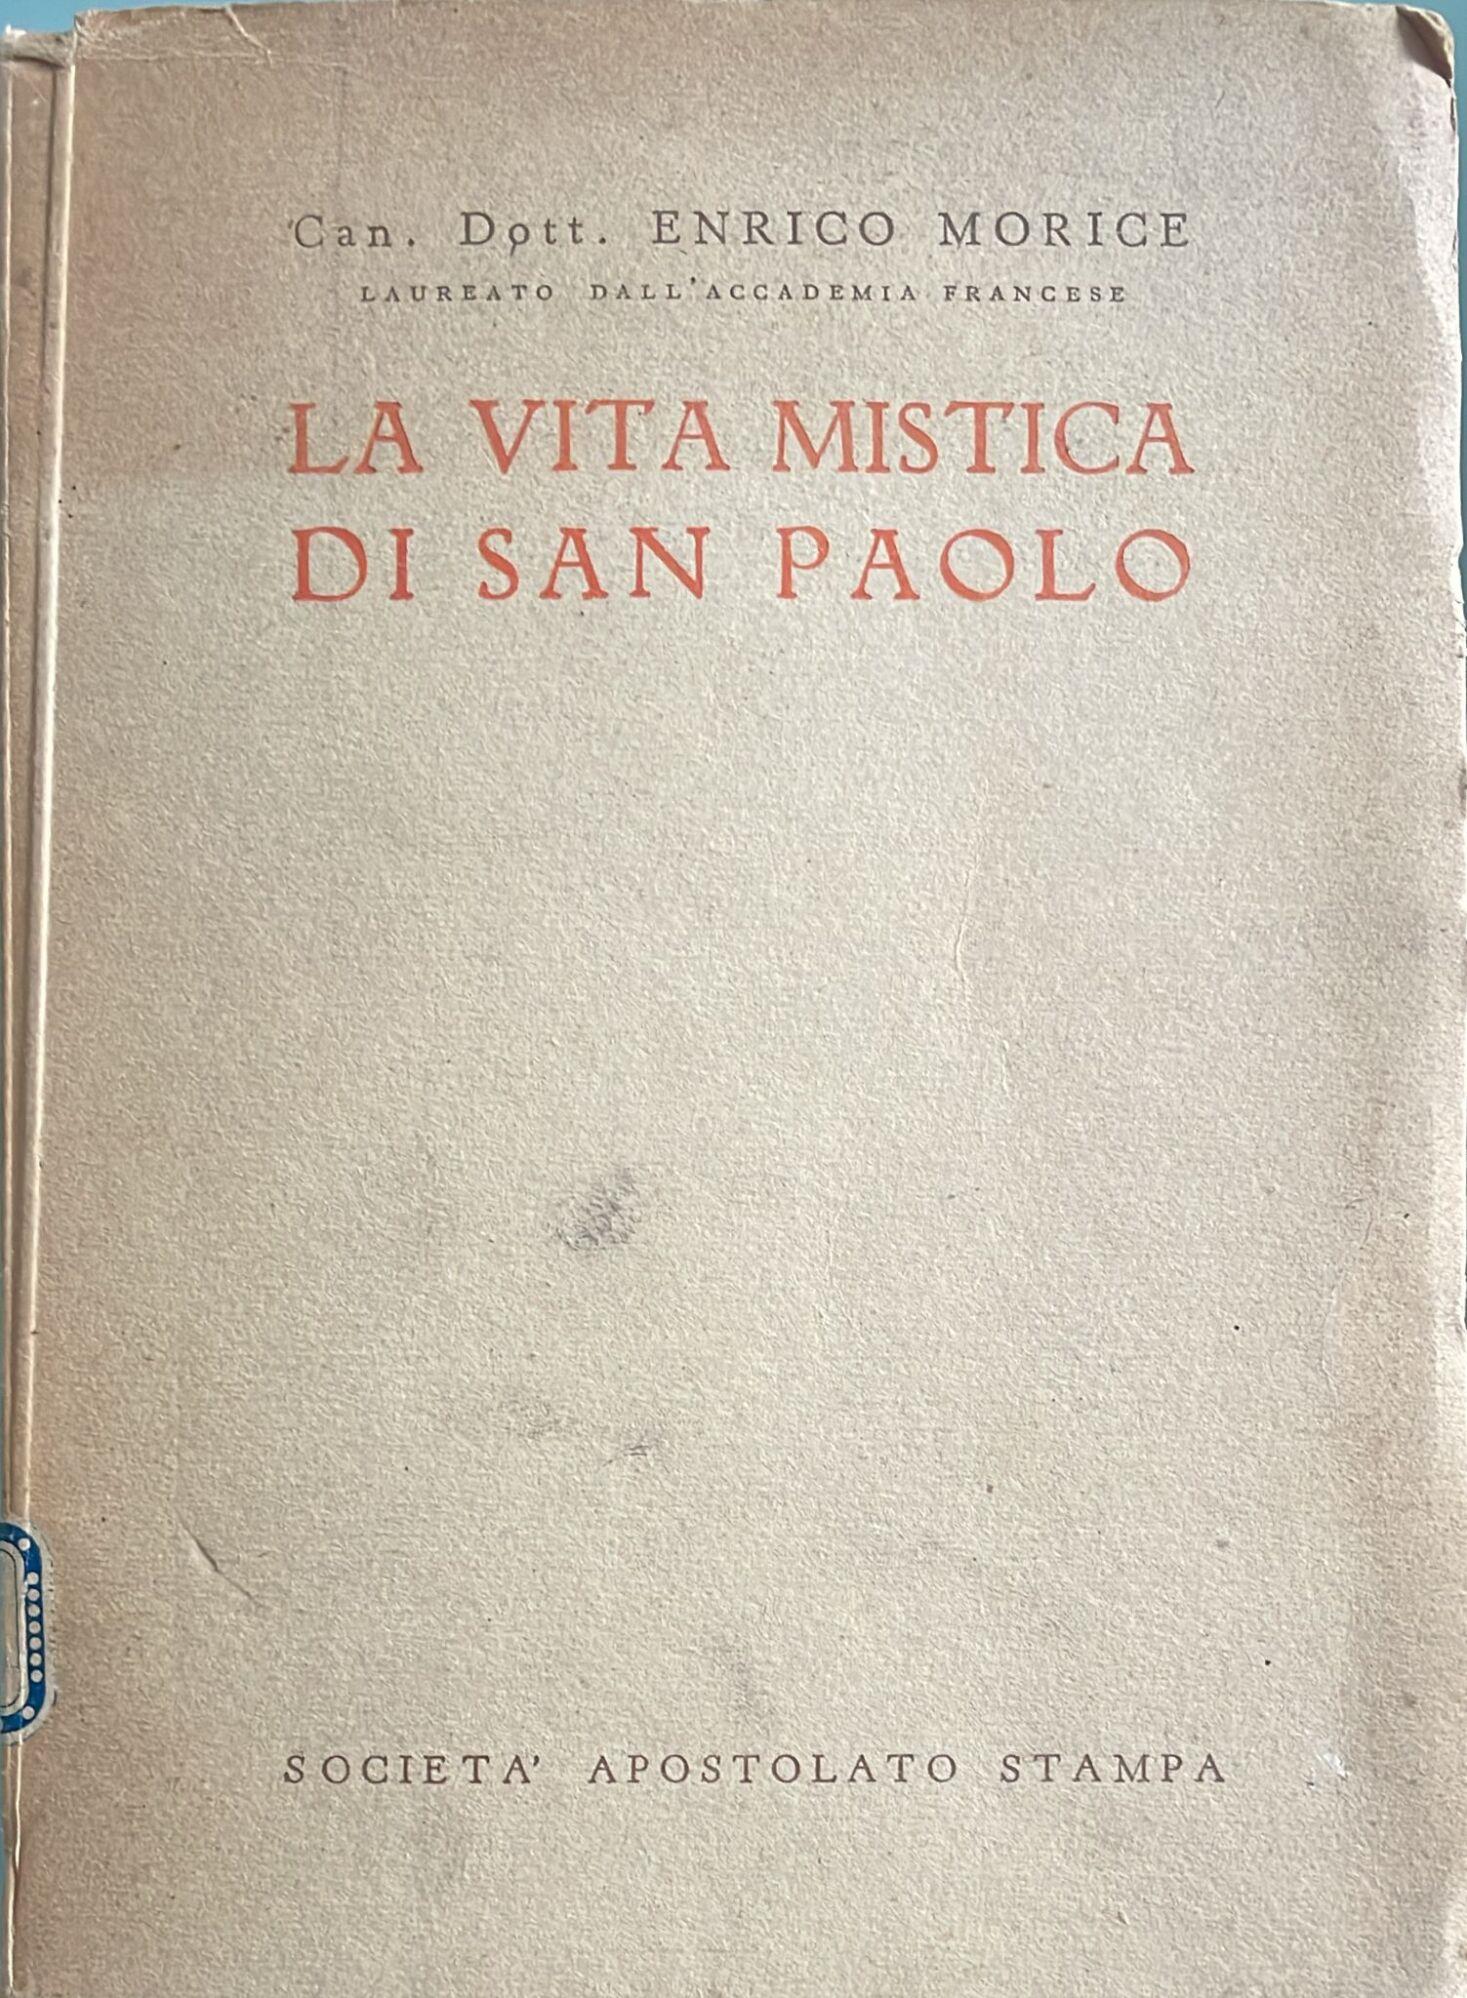 Can. Dott. ENRICO MORICE
LAUREATO DALL'ACCADEMIA FRANCESE
LA VITA MISTICA
DI SAN PAOLO
SOCIETA' APOSTOLATO STAMPA